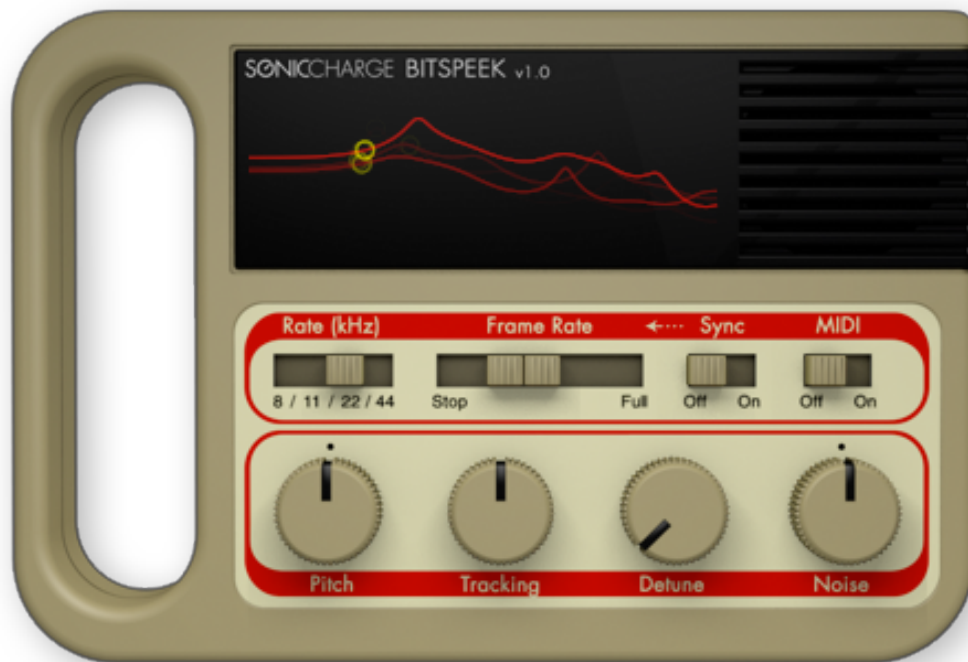 SONICCHARGE BITSPEEK v1.0
Rate (kHz) Frame Rate Sync MIDI
8 / 11 / 22 / 44 Stop Full Off On Off On
Pitch Tracking Detune Noise